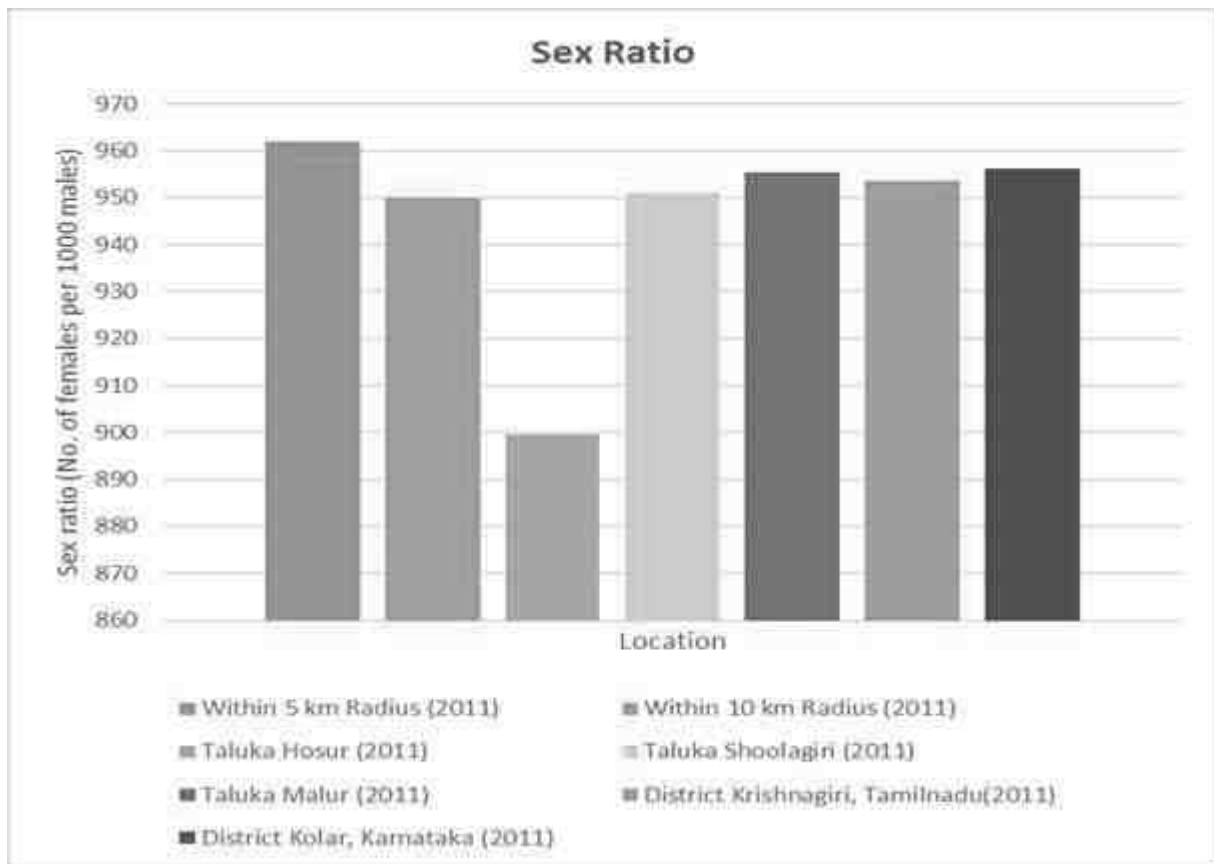 Sex Ratio
970
960
950
940
930
920
910
900
890
880
870
860
Sex ratio (No. of females per 1000 males)
Location
Within 5 km Radius (2011)
Within 10 km Radius (2011)
Taluka Hosur (2011)
Taluka Shoolagiri (2011)
Taluka Malur (2011)
District Krishnagiri, Tamilnadu(2011)
District Kolar, Karnataka (2011)